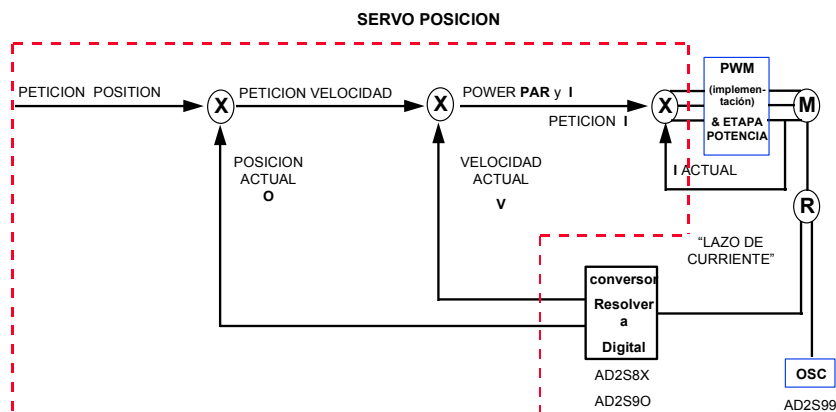 SERVO POSICION
PETICION POSITION
X
PETICION VELOCIDAD
X
POWER PAR y I
PETICION I
X
PWM
(implemen-
tación)
& ETAPA
POTENCIA
M
POSICION
ACTUAL
O
VELOCIDAD
ACTUAL
V
I ACTUAL
R
“LAZO DE
CURRIENTE”
conversor
Resolver
a
Digital
AD2S8X
AD2S9O
OSC
AD2S99